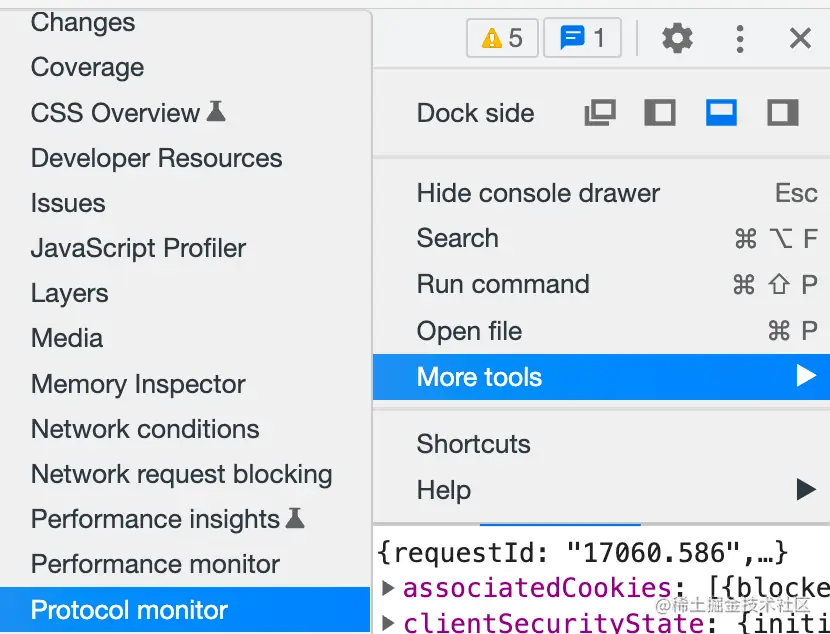 Changes
Coverage
CSS Overview
Developer Resources
Issues
JavaScript Profiler
Layers
Media
Memory Inspector
Network conditions
Network request blocking
Performance insights
Performance monitor
Protocol monitor
5 1
Dock side
Hide console drawer Esc
Search ⌘ ⌥ F
Run command ⌘ ⇧ P
Open file ⌘ P
More tools ▶
Shortcuts
Help ▶
{requestId: "17060.586",…}
▶ associatedCookies: [{blocke
▶ clientSecurityState: {initi
@稀土掘金技术社区